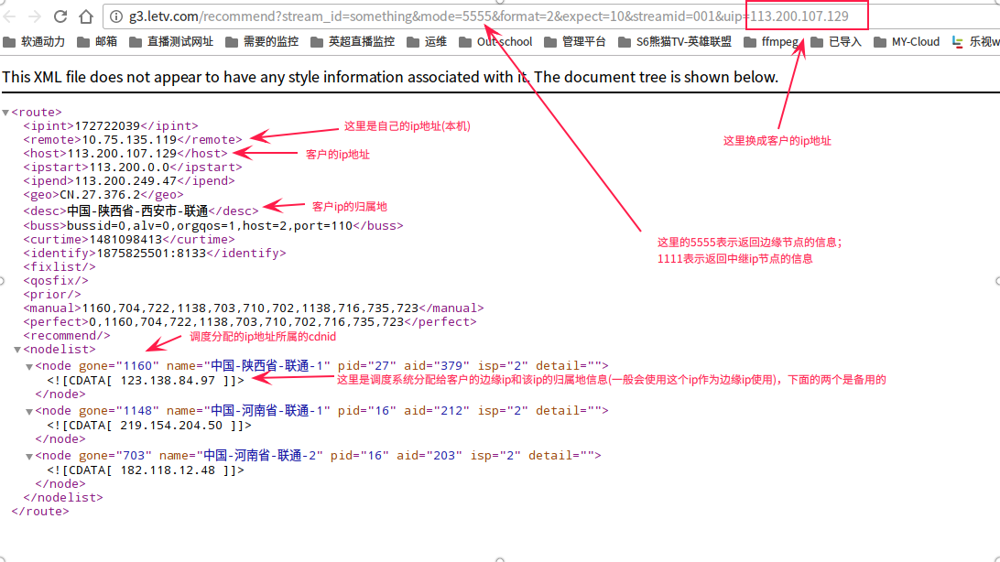 g3.letv.com/recommend?stream_id=something&mode=5555&format=2&expect=10&streamid=001&uip=113.200.107.129
软通动力 邮箱 直播测试网址 需要的监控 英超直播监控 运维 Out-school 管理平台 S6熊猫TV-英雄联盟 ffmpeg 已导入 MY-Cloud 乐视w
This XML file does not appear to have any style information associated with it. The document tree is shown below.
<route>
<ipint>172722039</ipint>
这里是自己的ip地址(本机)
<remote>10.75.135.119</remote>
这里换成客户的ip地址
<host>113.200.107.129</host>
客户的ip地址
<ipstart>113.200.0.0</ipstart>
<ipend>113.200.249.47</ipend>
<geo>CN.27.376.2</geo>
<desc>中国-陕西省-西安市-联通</desc>
客户ip的归属地
<buss>bussid=0,alv=0,orgqos=1,host=2,port=110</buss>
<curtime>1481098413</curtime>
这里的5555表示返回边缘节点的信息；
<identify>1875825501:8133</identify>
1111表示返回中继ip节点的信息
<fixlist/>
<qosfix/>
<prior/>
<manual>1160,704,722,1138,703,710,702,1138,716,735,723</manual>
<perfect>0,1160,704,722,1138,703,710,702,716,735,723</perfect>
<recommend/>
调度分配的ip地址所属的cdnid
<nodelist>
<node gone="1160" name="中国-陕西省-联通-1" pid="27" aid="379" isp="2" detail="">
<![CDATA[ 123.138.84.97 ]]>
这里是调度系统分配给客户的边缘ip和该ip的归属地信息(一般会使用这个ip作为边缘ip使用)，下面的两个是备用的
</node>
<node gone="1148" name="中国-河南省-联通-1" pid="16" aid="212" isp="2" detail="">
<![CDATA[ 219.154.204.50 ]]>
</node>
<node gone="703" name="中国-河南省-联通-2" pid="16" aid="203" isp="2" detail="">
<![CDATA[ 182.118.12.48 ]]>
</node>
</nodelist>
</route>